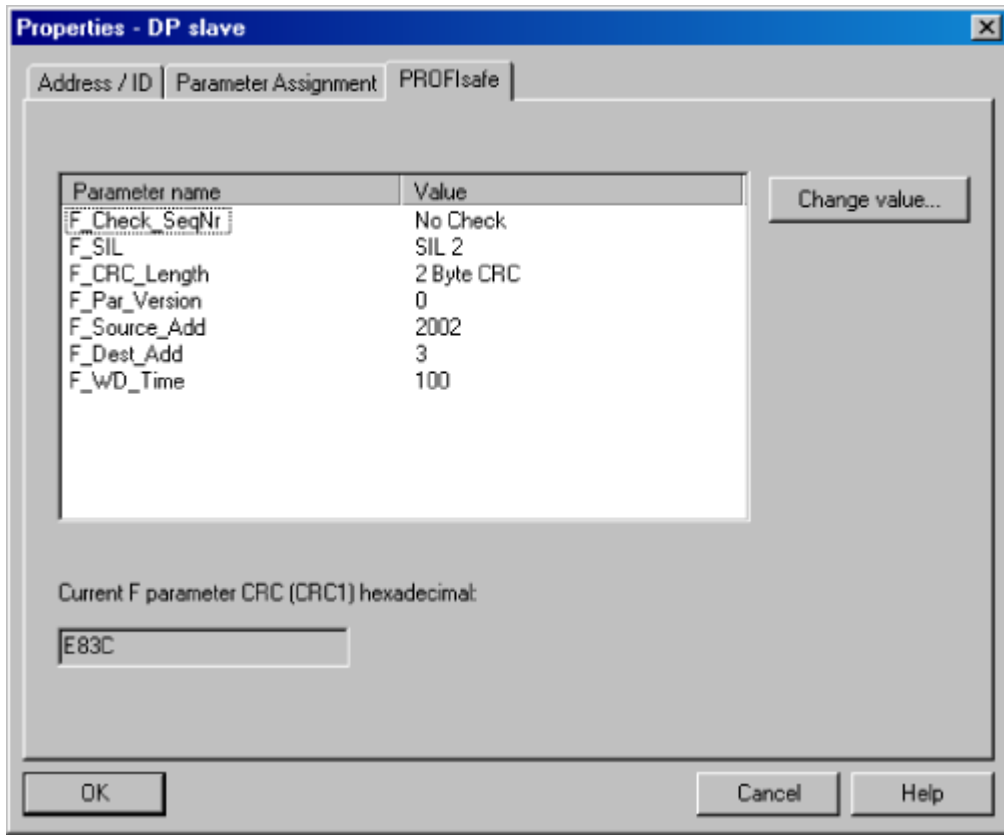 Properties - DP slave
Address / ID Parameter Assignment PROFIsafe
Parameter name Value
F_Check_SeqNr No Check
F_SIL SIL 2
F_CRC_Length 2 Byte CRC
F_Par_Version 0
F_Source_Add 2002
F_Dest_Add 3
F_WD_Time 100
Change value...
Current F parameter CRC (CRC1) hexadecimal:
E83C
OK Cancel Help